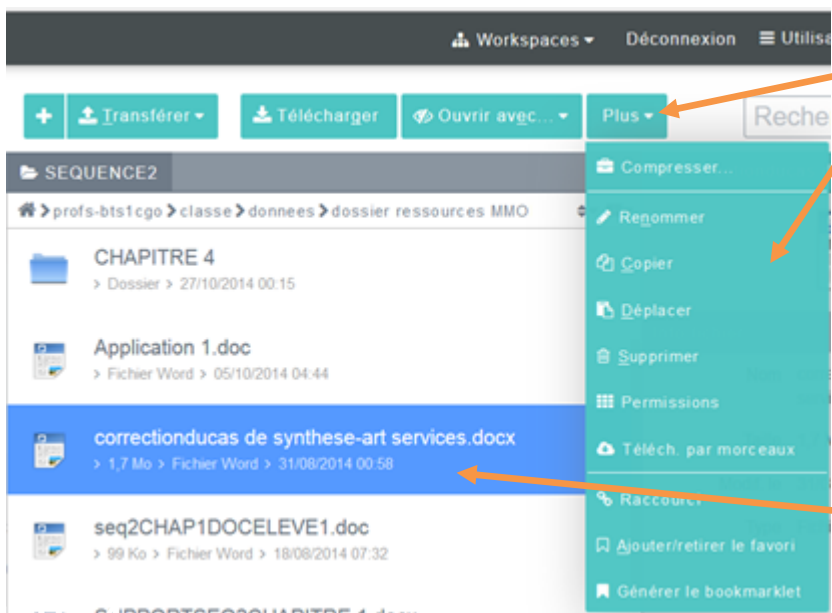 Workspaces Déconnexion Utilisa
+ Transférer Télécharger Ouvrir avec... Plus Reche
SEQUENCE2
profs-bts1cgo > classe > donnees > dossier ressources MMO
CHAPITRE 4
> Dossier > 27/10/2014 00:15
Application 1.doc
> Fichier Word > 05/10/2014 04:44
correctionducas de synthese-art services.docx
> 1,7 Mo > Fichier Word > 31/08/2014 00:58
seq2CHAP1DOCELEVE1.doc
> 99 Ko > Fichier Word > 18/08/2014 07:32
Compresser...
Renommer
Copier
Déplacer
Supprimer
Permissions
Téléch. par morceaux
Raccourci
Ajouter/retirer le favori
Générer le bookmarklet